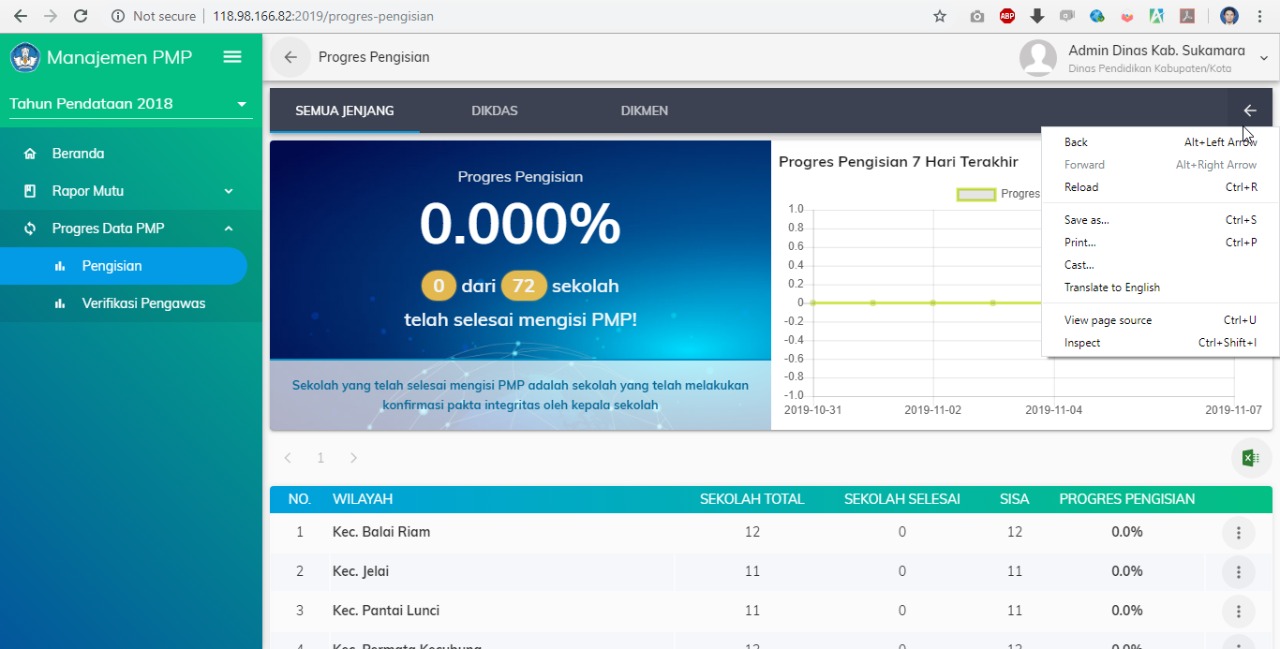 Not secure | 118.98.166.82:2019/progres-pengisian
ABP
Manajemen PMP
Progres Pengisian
Admin Dinas Kab. Sukamara
Dinas Pendidikan Kabupaten/Kota
Tahun Pendataan 2018
Beranda
Rapor Mutu
Progres Data PMP
Pengisian
Verifikasi Pengawas
SEMUA JENJANG DIKDAS DIKMEN
Progres Pengisian
0.000%
0 dari 72 sekolah
telah selesai mengisi PMP!
Sekolah yang telah selesai mengisi PMP adalah sekolah yang telah melakukan
konfirmasi pakta integritas oleh kepala sekolah
Progres Pengisian 7 Hari Terakhir
Progres
1.0
0.8
0.6
0.4
0.2
0
-0.2
-0.4
-0.6
-0.8
-1.0
2019-10-31 2019-11-02 2019-11-04 2019-11-07
Back Alt+Left Arrow
Forward Alt+Right Arrow
Reload Ctrl+R
Save as... Ctrl+S
Print... Ctrl+P
Cast...
Translate to English
View page source Ctrl+U
Inspect Ctrl+Shift+I
1
NO. WILAYAH SEKOLAH TOTAL SEKOLAH SELESAI SISA PROGRES PENGISIAN
1 Kec. Balai Riam 12 0 12 0.0%
2 Kec. Jelai 11 0 11 0.0%
3 Kec. Pantai Lunci 11 0 11 0.0%
4 Kec. Permata Kecubung 12 0 12 0.0%